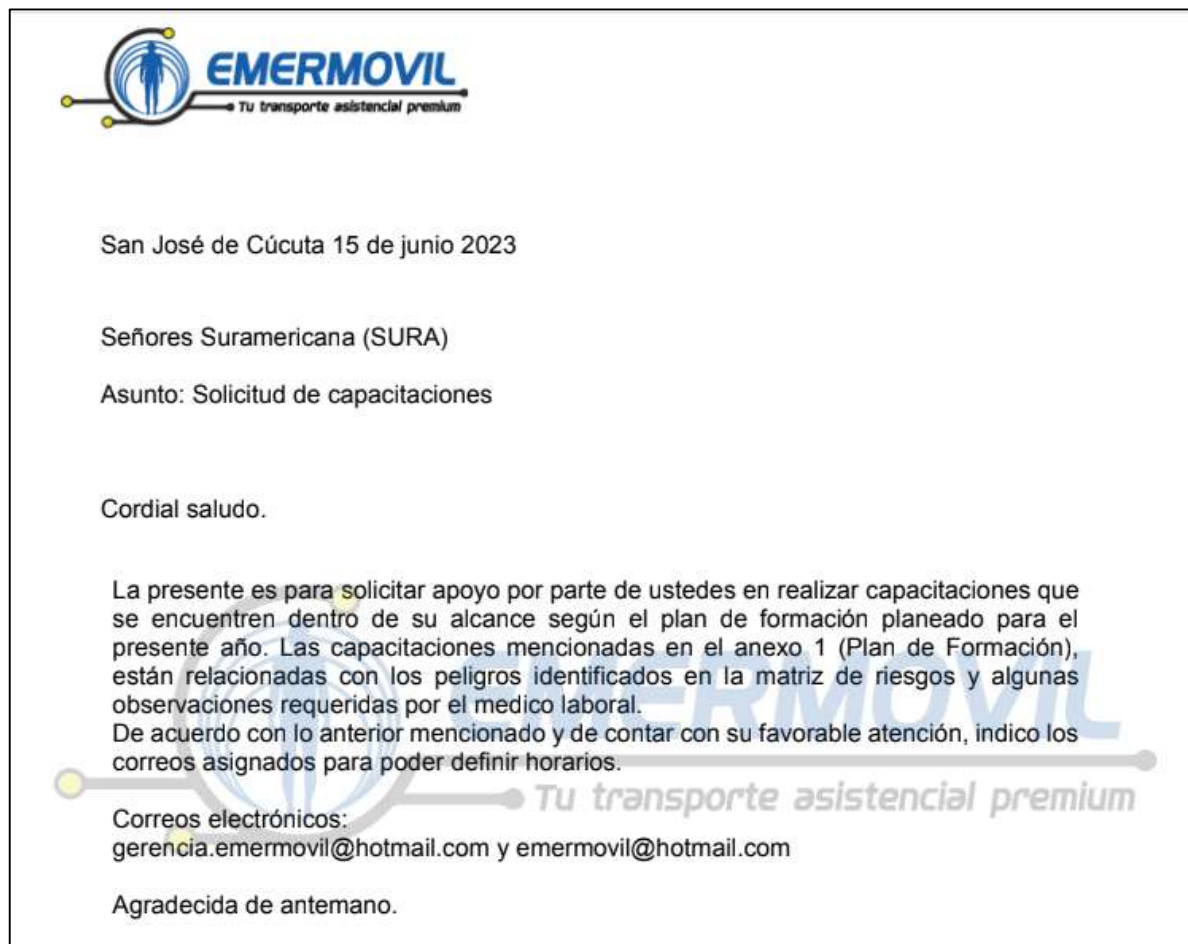 EMERMOVIL
Tu transporte asistencial premium
San José de Cúcuta 15 de junio 2023
Señores Suramericana (SURA)
Asunto: Solicitud de capacitaciones
Cordial saludo.
La presente es para solicitar apoyo por parte de ustedes en realizar capacitaciones que
se encuentren dentro de su alcance según el plan de formación planeado para el
presente año. Las capacitaciones mencionadas en el anexo 1 (Plan de Formación),
están relacionadas con los peligros identificados en la matriz de riesgos y algunas
observaciones requeridas por el medico laboral.
De acuerdo con lo anterior mencionado y de contar con su favorable atención, indico los
correos asignados para poder definir horarios.
EMERMOVIL
Tu transporte asistencial premium
Correos electrónicos:
gerencia.emermovil@hotmail.com y emermovil@hotmail.com
Agradecida de antemano.